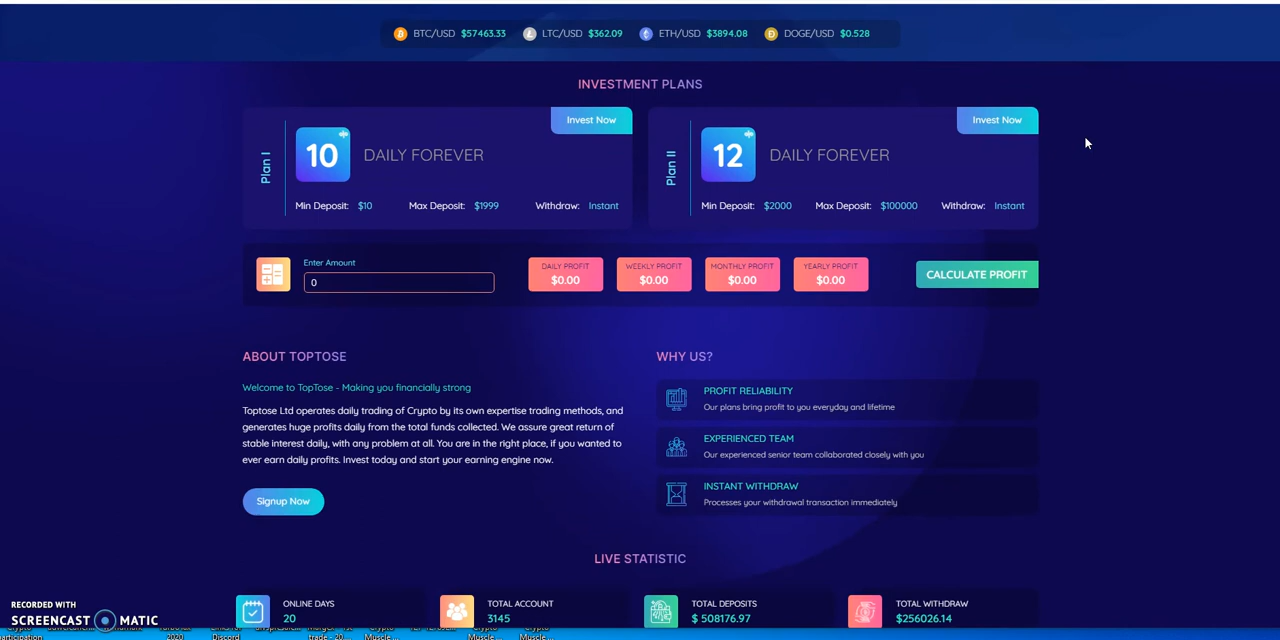 BTC/USD $57463.33 LTC/USD $362.09 ETH/USD $3894.08 DOGE/USD $0.528
INVESTMENT PLANS
Invest Now
Plan I
10
DAILY FOREVER
Min Deposit: $10 Max Deposit: $1999 Withdraw: Instant
Invest Now
Plan II
12
DAILY FOREVER
Min Deposit: $2000 Max Deposit: $100000 Withdraw: Instant
Enter Amount
0
DAILY PROFIT
$0.00
WEEKLY PROFIT
$0.00
MONTHLY PROFIT
$0.00
YEARLY PROFIT
$0.00
CALCULATE PROFIT
ABOUT TOPTOSE
Welcome to TopTose - Making you financially strong
Toptose Ltd operates daily trading of Crypto by its own expertise trading methods, and
generates huge profits daily from the total funds collected. We assure great return of
stable interest daily, with any problem at all. You are in the right place, if you wanted to
ever earn daily profits. Invest today and start your earning engine now.
Signup Now
WHY US?
PROFIT RELIABILITY
Our plans bring profit to you everyday and lifetime
EXPERIENCED TEAM
Our experienced senior team collaborated closely with you
INSTANT WITHDRAW
Processes your withdrawal transaction immediately
LIVE STATISTIC
ONLINE DAYS
20
TOTAL ACCOUNT
3145
TOTAL DEPOSITS
$ 508176.97
TOTAL WITHDRAW
$256026.14
RECORDED WITH
SCREENCAST MATIC
2020 Discord trade - 20... Muscle ... Muscle ... Muscle ...